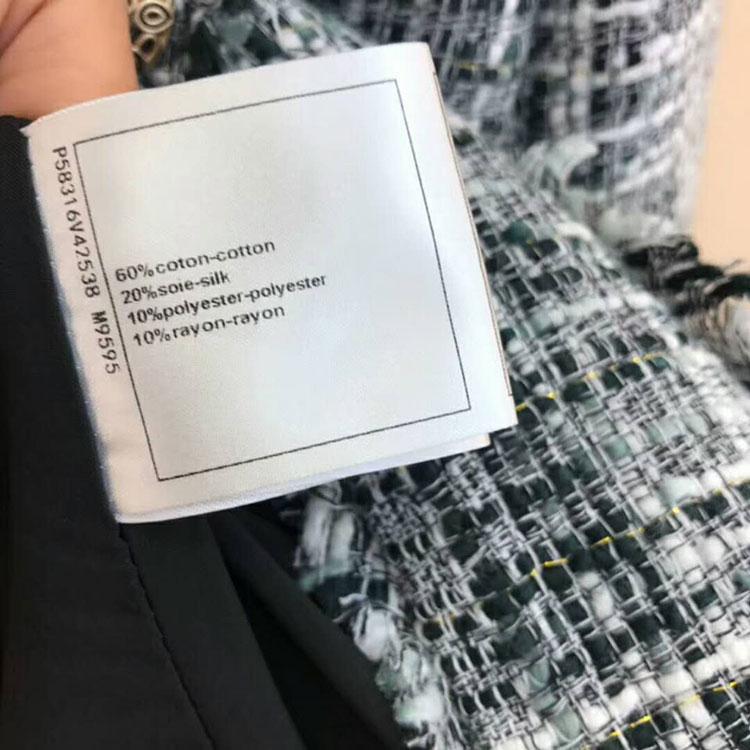 P58316V42538 M9595
60%coton-cotton
20%soie-silk
10%polyester-polyester
10%rayon-rayon